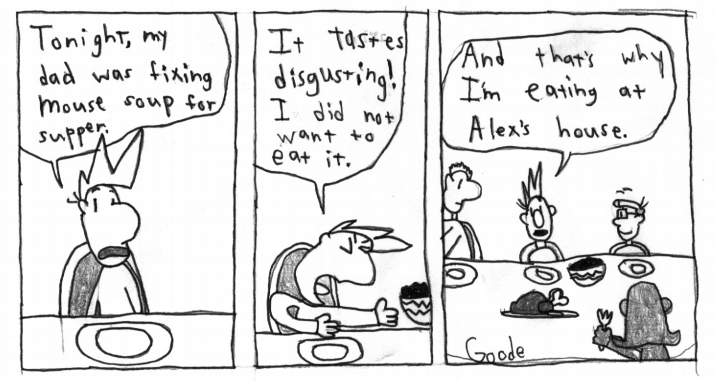 Tonight, my
dad was fixing
mouse soup for
supper.
It tastes
disgusting!
I did not
want to
eat it.
And that's why
I'm eating at
Alex's house.
Goode